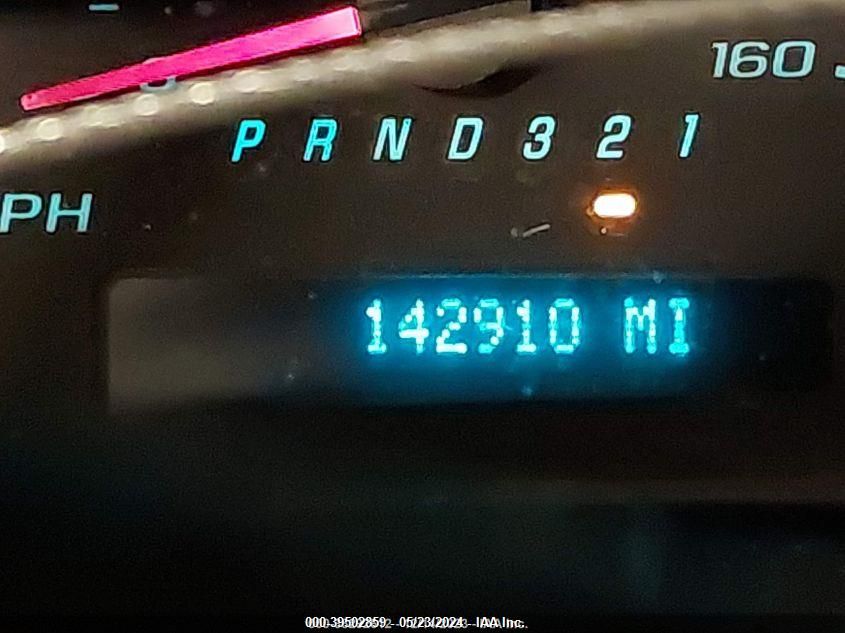 160
P R N D 3 2 1
PH
142910 MI
000-39502859 - 05/23/2024 - IAA Inc.